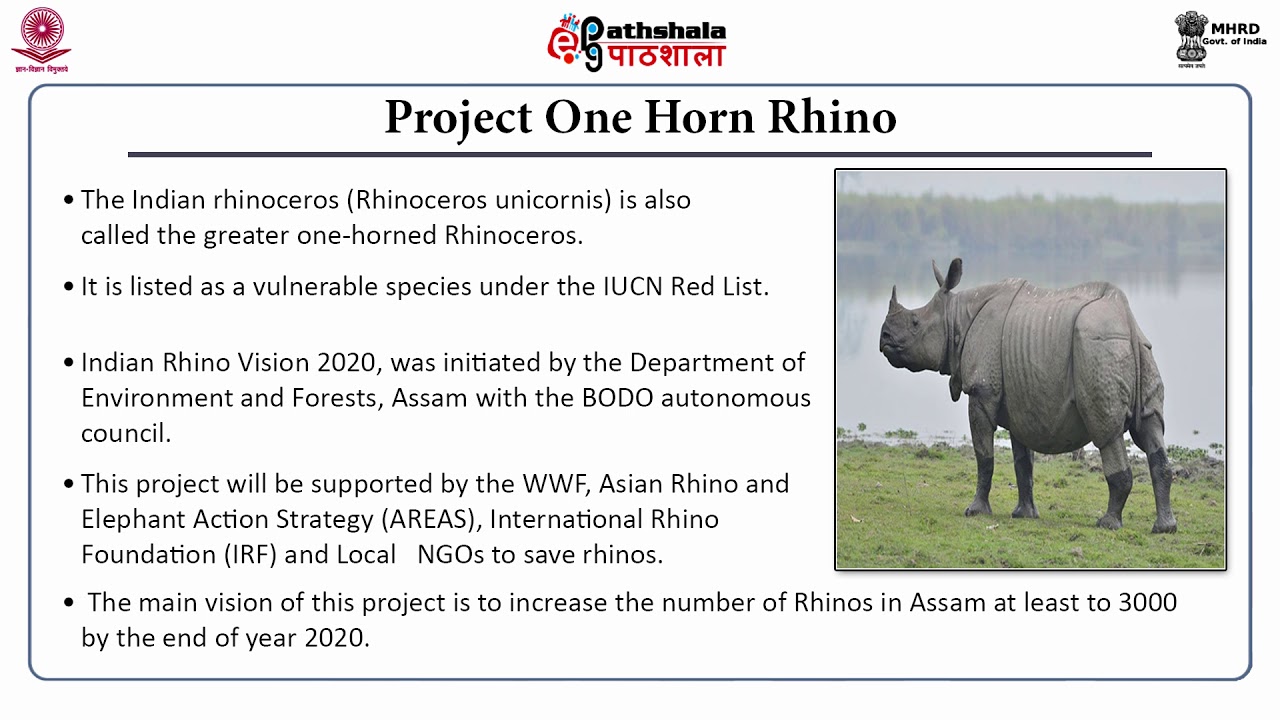 ज्ञान-विज्ञान विमुक्तये
ePG athshala
पाठशाला
MHRD
Govt. of India
सत्यमेव जयते
Project One Horn Rhino
• The Indian rhinoceros (Rhinoceros unicornis) is also
called the greater one-horned Rhinoceros.
• It is listed as a vulnerable species under the IUCN Red List.
• Indian Rhino Vision 2020, was initiated by the Department of
Environment and Forests, Assam with the BODO autonomous
council.
• This project will be supported by the WWF, Asian Rhino and
Elephant Action Strategy (AREAS), International Rhino
Foundation (IRF) and Local   NGOs to save rhinos.
• The main vision of this project is to increase the number of Rhinos in Assam at least to 3000
by the end of year 2020.